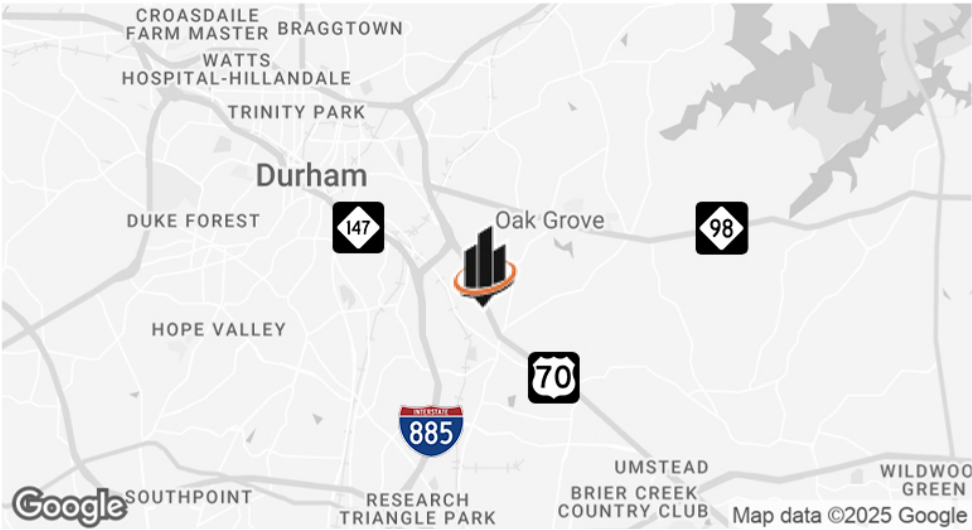 CROASDAILE
FARM MASTER
BRAGGTOWN
WATTS
HOSPITAL-HILLANDALE
TRINITY PARK
Durham
DUKE FOREST
147
Oak Grove
98
HOPE VALLEY
70
INTERSTATE
885
UMSTEAD
WILDWOO
GREEN
SOUTHPOINT
RESEARCH
TRIANGLE PARK
BRIER CREEK
COUNTRY CLUB
Google
Map data ©2025 Google